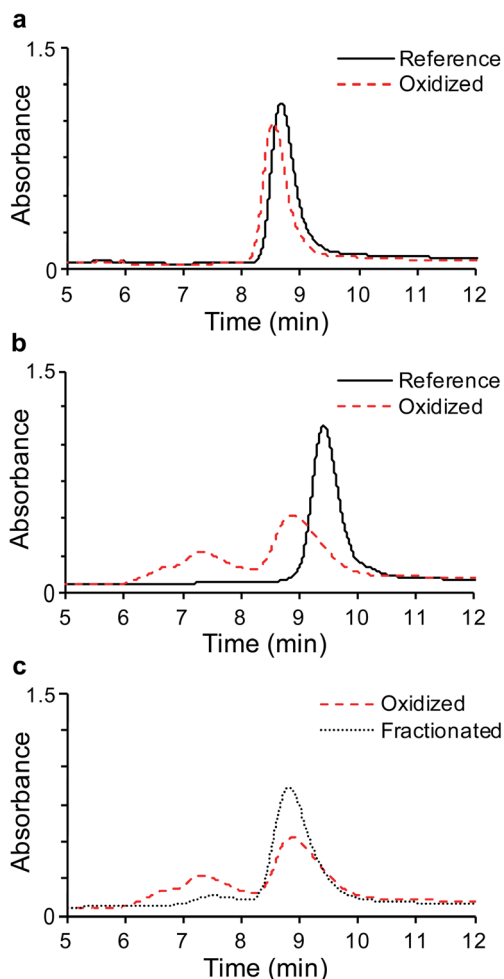 a
1.5
Reference
Oxidized
Absorbance
0
5 6 7 8 9 10 11 12
Time (min)
b
1.5
Reference
Oxidized
Absorbance
0
5 6 7 8 9 10 11 12
Time (min)
c
1.5
Oxidized
Fractionated
Absorbance
0
5 6 7 8 9 10 11 12
Time (min)